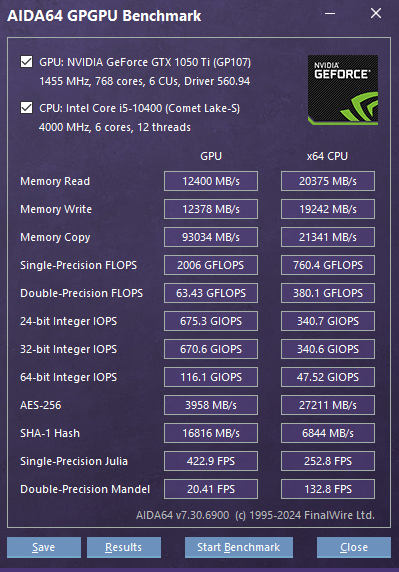 AIDA64 GPGPU Benchmark
GPU: NVIDIA GeForce GTX 1050 Ti (GP107)
1455 MHz, 768 cores, 6 CUs, Driver 560.94
CPU: Intel Core i5-10400 (Comet Lake-S)
4000 MHz, 6 cores, 12 threads
NVIDIA
GEFORCE
GPU x64 CPU
Memory Read 12400 MB/s 20375 MB/s
Memory Write 12378 MB/s 19242 MB/s
Memory Copy 93034 MB/s 21341 MB/s
Single-Precision FLOPS 2006 GFLOPS 760.4 GFLOPS
Double-Precision FLOPS 63.43 GFLOPS 380.1 GFLOPS
24-bit Integer IOPS 675.3 GIOPS 340.7 GIOPS
32-bit Integer IOPS 670.6 GIOPS 340.6 GIOPS
64-bit Integer IOPS 116.1 GIOPS 47.52 GIOPS
AES-256 3958 MB/s 27211 MB/s
SHA-1 Hash 16816 MB/s 6844 MB/s
Single-Precision Julia 422.9 FPS 252.8 FPS
Double-Precision Mandel 20.41 FPS 132.8 FPS
AIDA64 v7.30.6900 (c) 1995-2024 FinalWire Ltd.
Save Results Start Benchmark Close